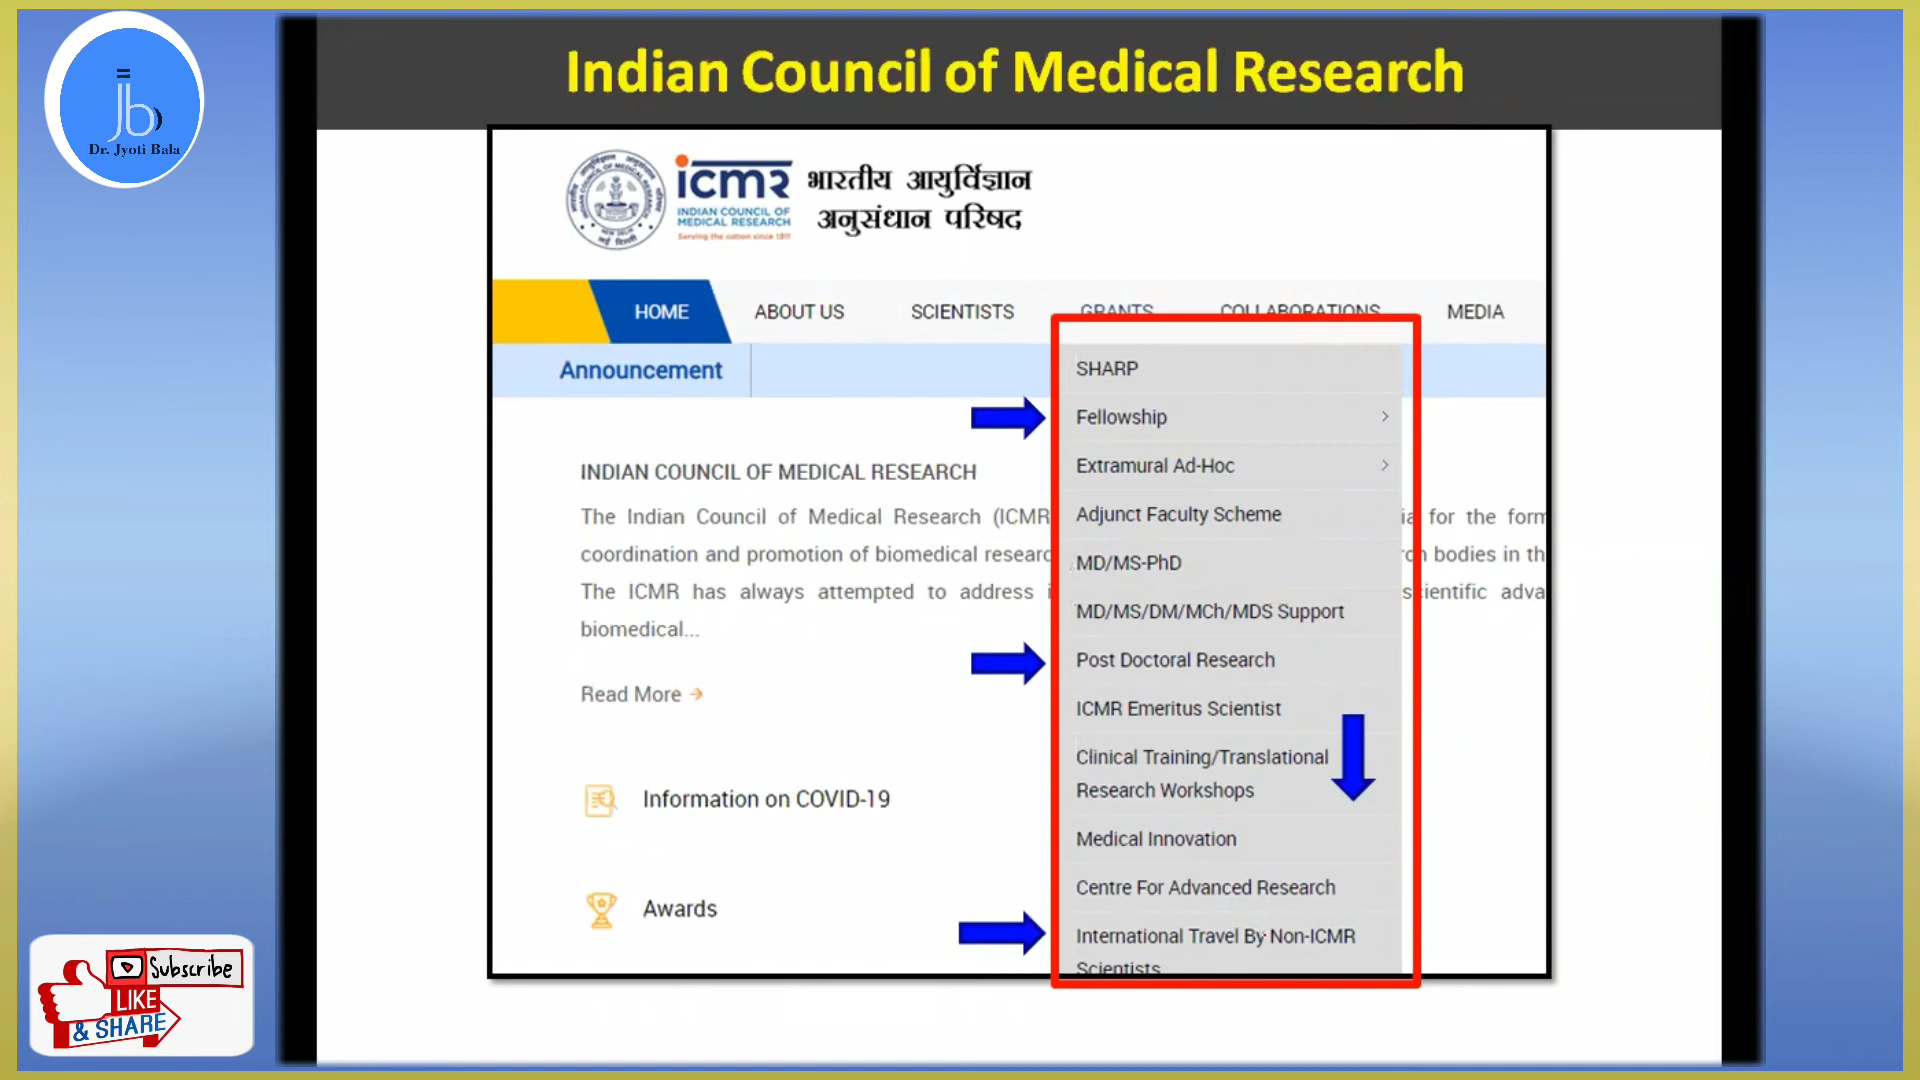 Indian Council of Medical Research
Dr. Jyoti Bala
icmr
INDIAN COUNCIL OF
MEDICAL RESEARCH
Serving the nation since 1911
भारतीय आयुर्विज्ञान
अनुसंधान परिषद
HOME ABOUT US SCIENTISTS GRANTS COLLABORATIONS MEDIA
Announcement
SHARP
Fellowship
Extramural Ad-Hoc
Adjunct Faculty Scheme
MD/MS-PhD
MD/MS/DM/MCh/MDS Support
Post Doctoral Research
ICMR Emeritus Scientist
Clinical Training/Translational
Research Workshops
Medical Innovation
Centre For Advanced Research
International Travel By Non-ICMR
Scientists
INDIAN COUNCIL OF MEDICAL RESEARCH
The Indian Council of Medical Research (ICMR for the form
coordination and promotion of biomedical researc bodies in th
The ICMR has always attempted to address scientific adva
biomedical...
Read More
Information on COVID-19
Awards
Subscribe
LIKE
& SHARE